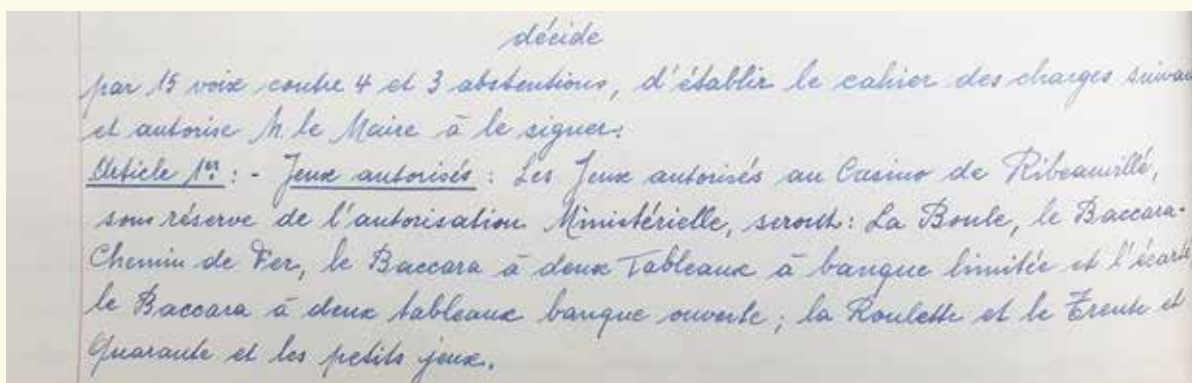 décide
par 15 voix contre 4 et 3 abstentions, d'établir le cahier des charges suivan
et autorise M. le Maire à le signer.
Article 1er : - Jeux autorisés : Les Jeux autorisés au Casino de Ribeauvillé,
sous réserve de l'autorisation Ministérielle, seront : La Boule, le Baccara-
Chemin de Fer, le Baccara à deux Tableaux à banque limitée et l'écarté,
le Baccara à deux tableaux banque ouverte ; la Roulette et le Trente et
Quarante et les petits jeux.